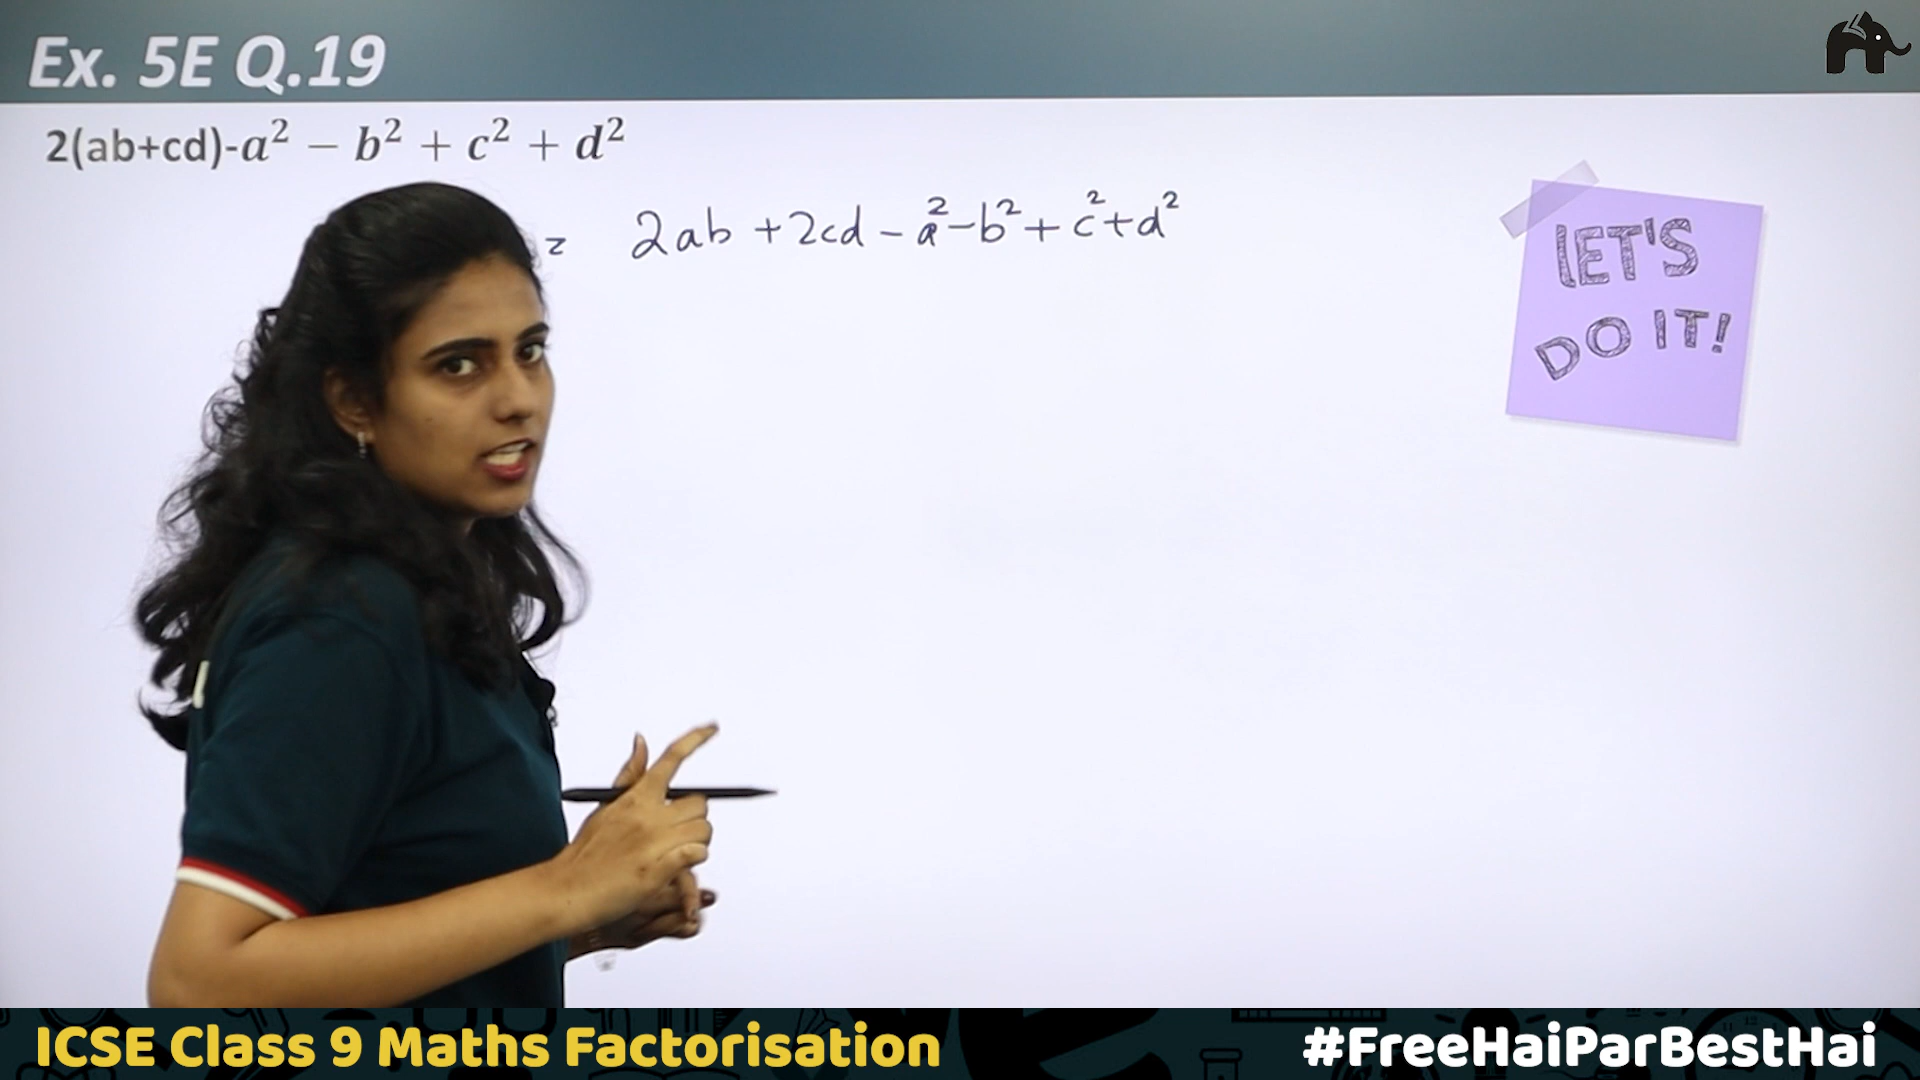 Ex. 5E Q.19
2(ab+cd)-a² − b² + c² + d²
= 2ab + 2cd − a² − b² + c² + d²
LET'S
DO IT!
ICSE Class 9 Maths Factorisation
#FreeHaiParBestHai